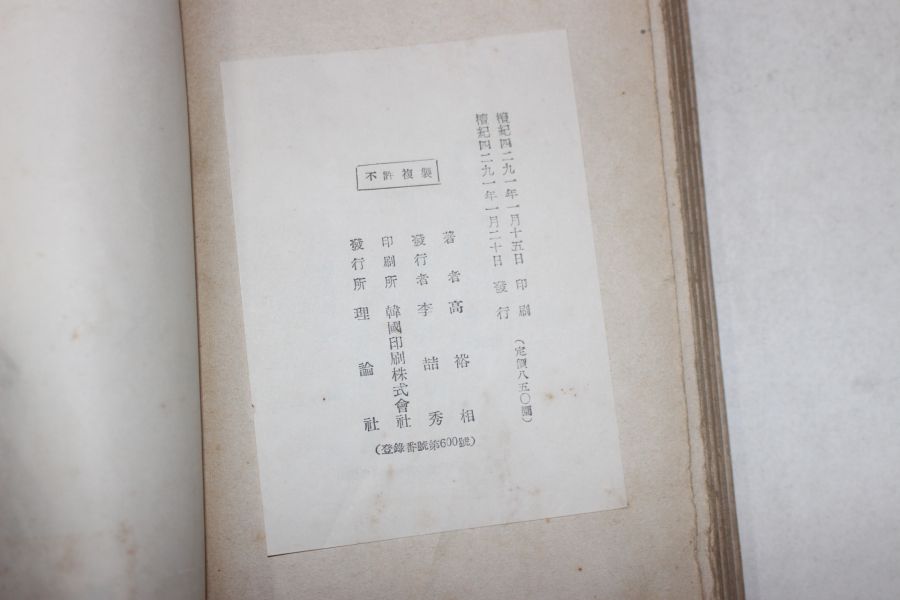 檀紀四二九一年一月十五日 印刷
檀紀四二九一年一月二十日 發行
(定價八五〇圜)
不許複製
著者 高裕相
發行者 李喆秀
印刷所 韓國印刷株式會社
發行所 理論社
(登錄番號第600號)